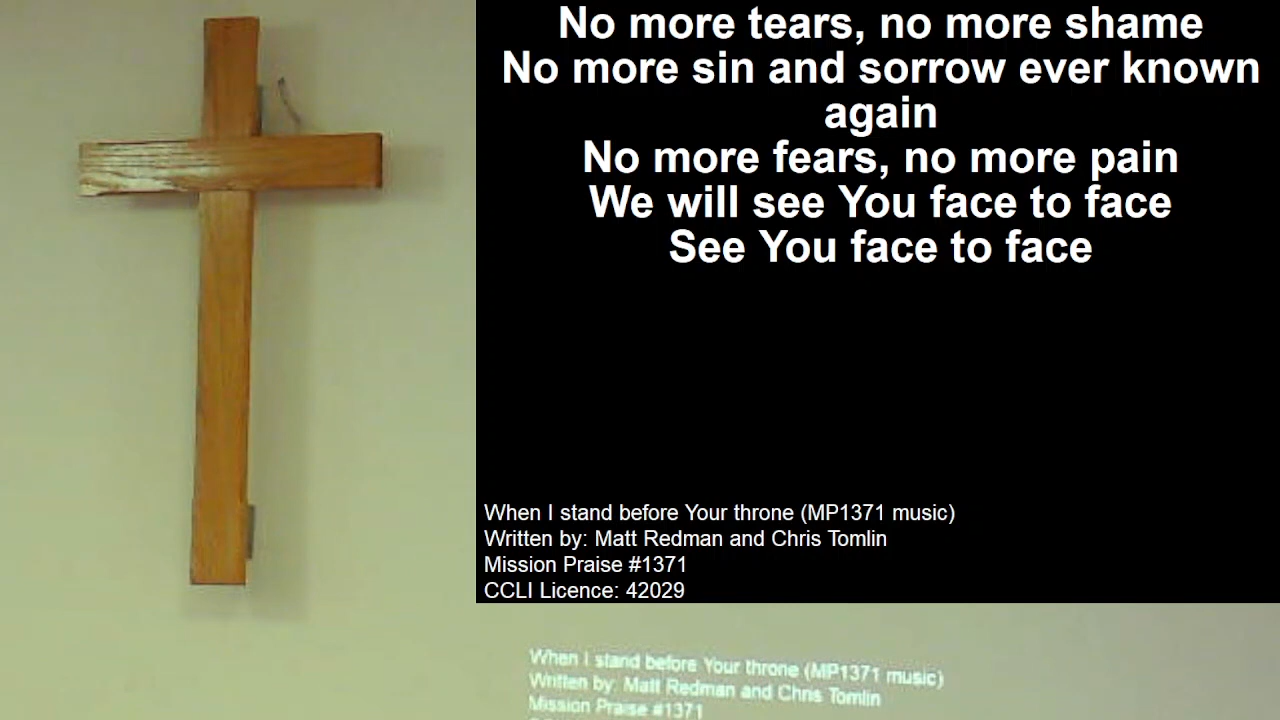 No more tears, no more shame
No more sin and sorrow ever known
again
No more fears, no more pain
We will see You face to face
See You face to face
When I stand before Your throne (MP1371 music)
Written by: Matt Redman and Chris Tomlin
Mission Praise #1371
CCLI Licence: 42029
When I stand before Your throne (MP1371 music)
Written by: Matt Redman and Chris Tomlin
Mission Praise #1371